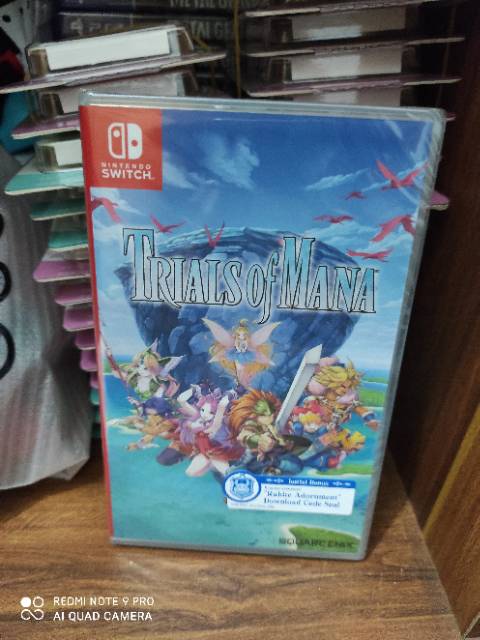 NINTENDO
SWITCH
TRIALS of MANA
Initial Bonus
"Rabite Adornment"
Download Code Seal
SQUARE ENIX
REDMI NOTE 9 PRO
AI QUAD CAMERA